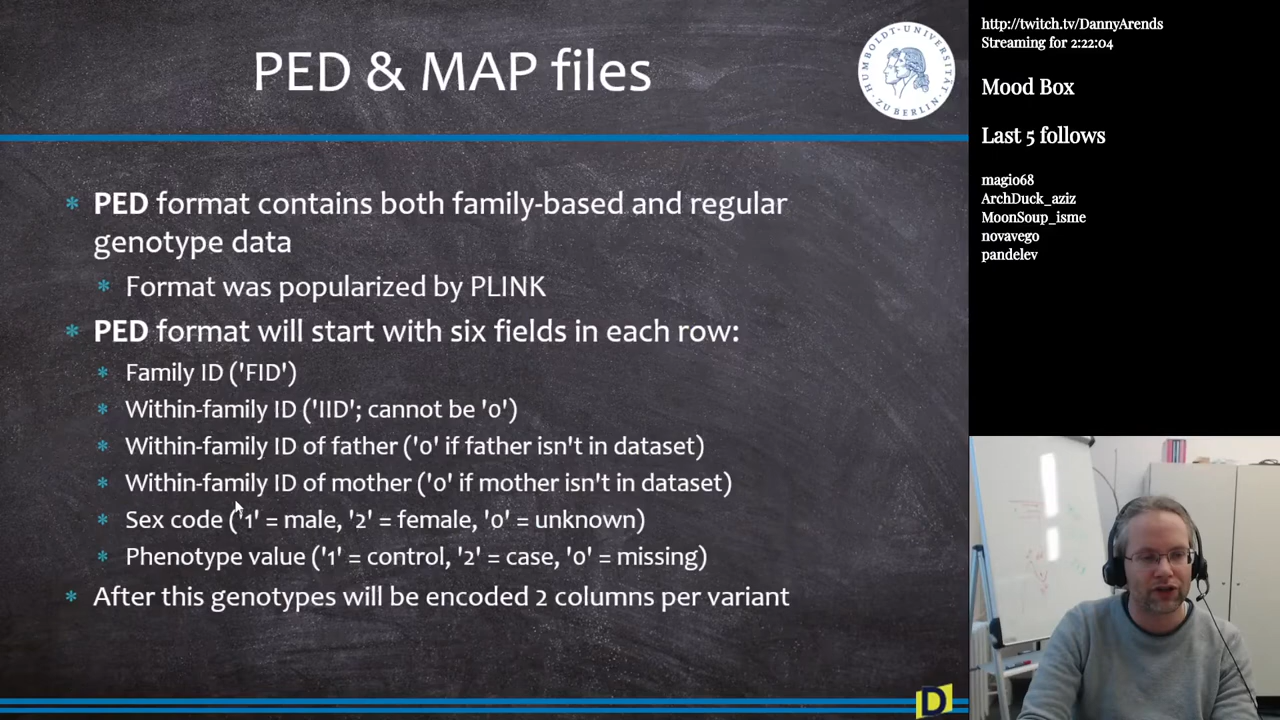 PED & MAP files
HUMBOLDT-UNIVERSITÄT
ZU BERLIN
* PED format contains both family-based and regular
genotype data
* Format was popularized by PLINK
* PED format will start with six fields in each row:
* Family ID ('FID')
* Within-family ID ('IID'; cannot be '0')
* Within-family ID of father ('0' if father isn't in dataset)
* Within-family ID of mother ('0' if mother isn't in dataset)
* Sex code ('1' = male, '2' = female, '0' = unknown)
* Phenotype value ('1' = control, '2' = case, '0' = missing)
* After this genotypes will be encoded 2 columns per variant
D
http://twitch.tv/DannyArends
Streaming for 2:22:04
Mood Box
Last 5 follows
magio68
ArchDuck_aziz
MoonSoup_isme
novavego
pandelev